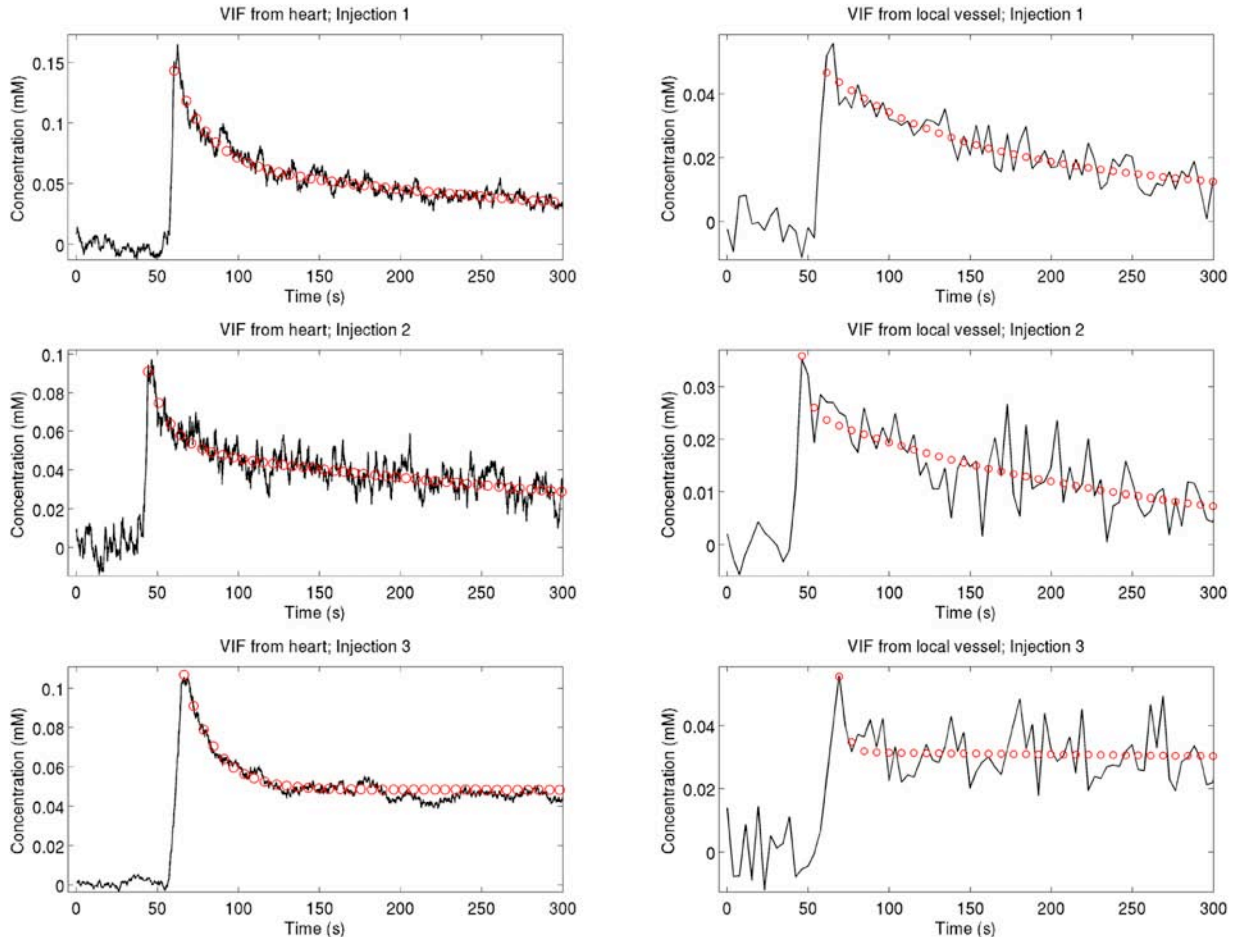 VIF from heart; Injection 1
Concentration (mM)
0.15
0.1
0.05
0
0 50 100 150 200 250 300
Time (s)
VIF from local vessel; Injection 1
Concentration (mM)
0.04
0.02
0
0 50 100 150 200 250 300
Time (s)
VIF from heart; Injection 2
Concentration (mM)
0.1
0.08
0.06
0.04
0.02
0
0 50 100 150 200 250 300
Time (s)
VIF from local vessel; Injection 2
Concentration (mM)
0.03
0.02
0.01
0
0 50 100 150 200 250 300
Time (s)
VIF from heart; Injection 3
Concentration (mM)
0.1
0.08
0.06
0.04
0.02
0
0 50 100 150 200 250 300
Time (s)
VIF from local vessel; Injection 3
Concentration (mM)
0.04
0.02
0
0 50 100 150 200 250 300
Time (s)